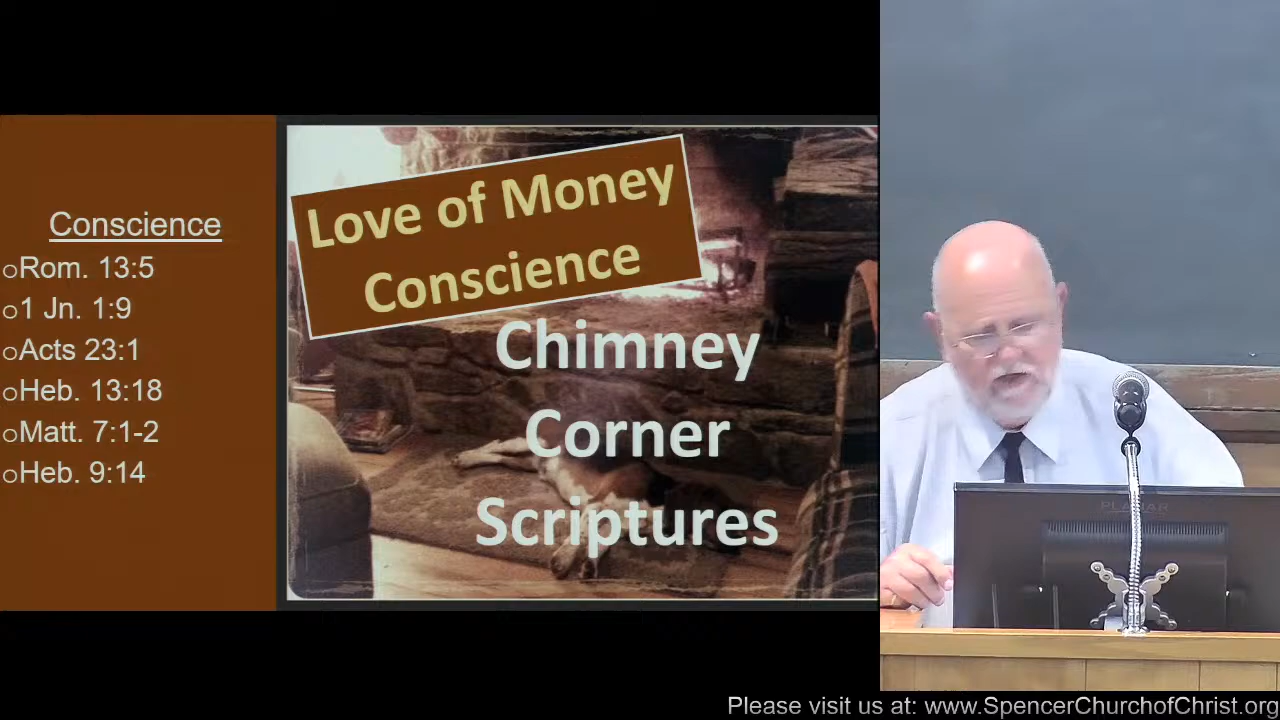 Conscience
oRom. 13:5
o1 Jn. 1:9
oActs 23:1
oHeb. 13:18
oMatt. 7:1-2
oHeb. 9:14
Love of Money
Conscience
Chimney
Corner
Scriptures
PLANAR
Please visit us at: www.SpencerChurchofChrist.org